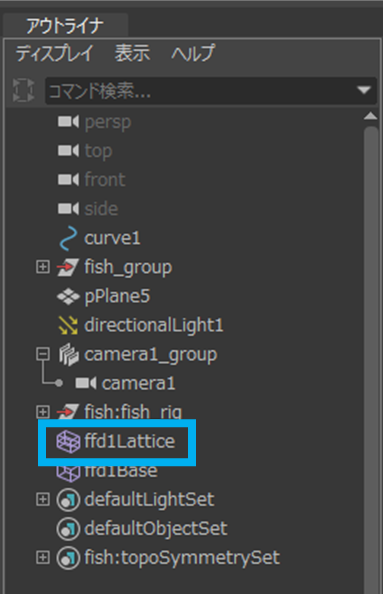 アウトライナ
ディスプレイ 表示 ヘルプ
コマンド検索...
persp
top
front
side
curve1
fish_group
pPlane5
directionalLight1
camera1_group
camera1
fish:fish_rig
ffd1Lattice
ffd1Base
defaultLightSet
defaultObjectSet
fish:topoSymmetrySet